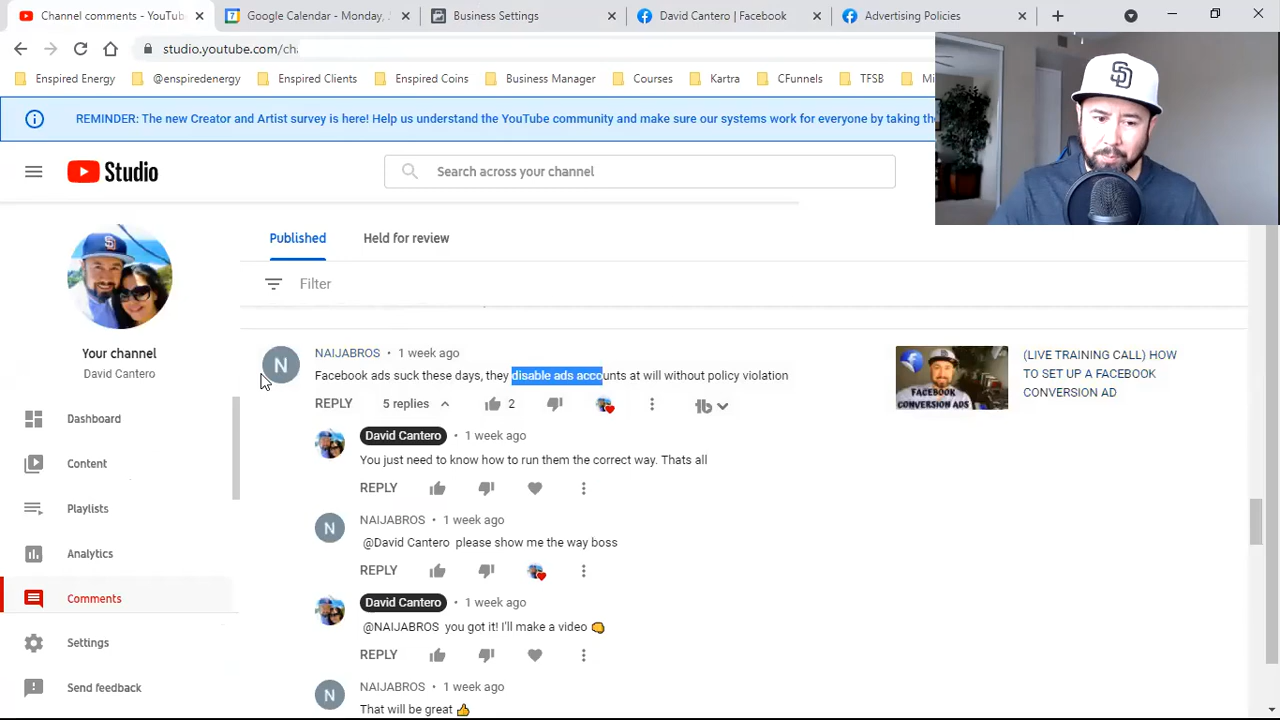 Channel comments - YouTub
Google Calendar - Monday,
Business Settings
David Cantero | Facebook
Advertising Policies
studio.youtube.com/cha
Enspired Energy
@enspiredenergy
Enspired Clients
Enspired Coins
Business Manager
Courses
Kartra
CFunnels
TFSB
REMINDER: The new Creator and Artist survey is here! Help us understand the YouTube community and make sure our systems work for everyone by taking the
Studio
Search across your channel
Published
Held for review
Filter
Your channel
David Cantero
Dashboard
Content
Playlists
Analytics
Comments
Settings
Send feedback
NAIJABROS • 1 week ago
Facebook ads suck these days, they disable ads accounts at will without policy violation
REPLY 5 replies 2
(LIVE TRAINING CALL) HOW
TO SET UP A FACEBOOK
CONVERSION AD
FACEBOOK
CONVERSION ADS
David Cantero • 1 week ago
You just need to know how to run them the correct way. Thats all
REPLY
NAIJABROS • 1 week ago
@David Cantero please show me the way boss
REPLY
David Cantero • 1 week ago
@NAIJABROS you got it! I'll make a video 👊
REPLY
NAIJABROS • 1 week ago
That will be great 👍